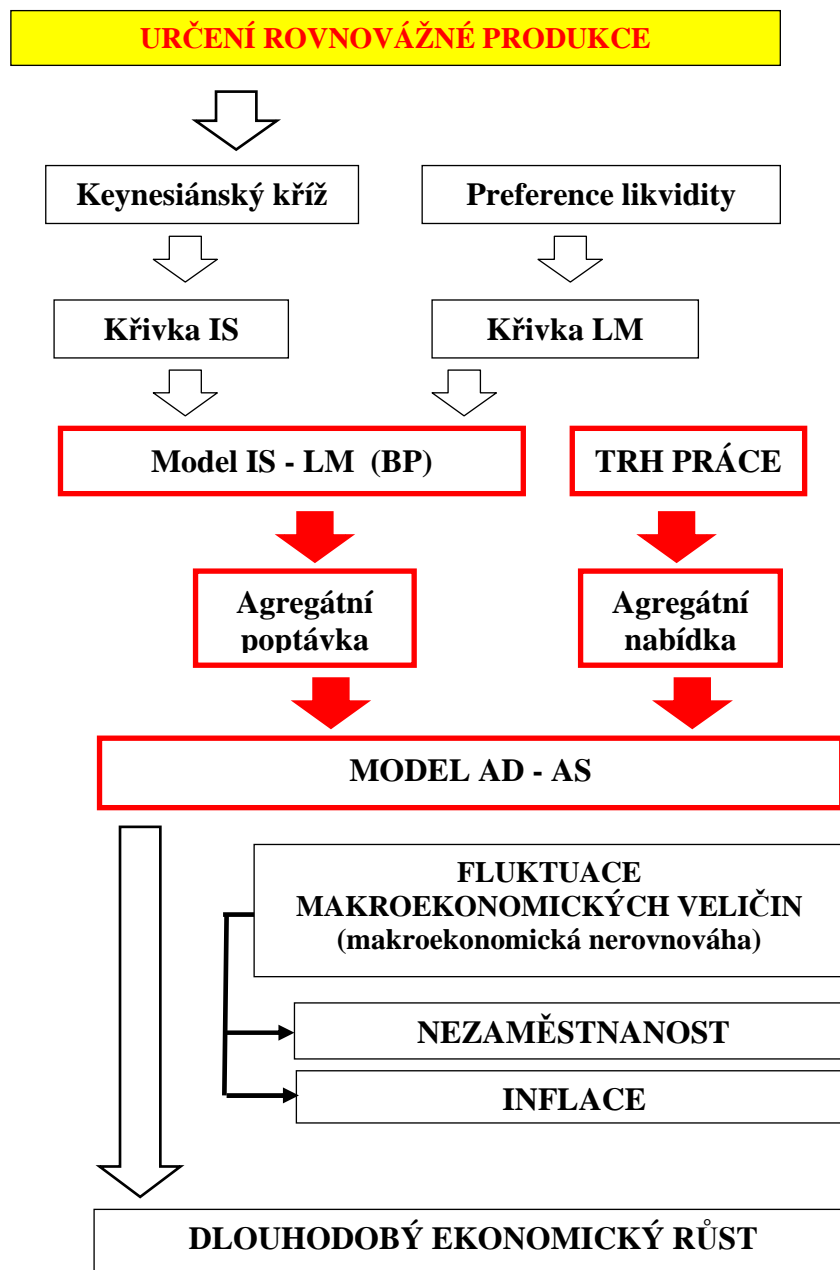 URČENÍ ROVNOVÁŽNÉ PRODUKCE
Keynesiánský kříž
Preference likvidity
Křivka IS
Křivka LM
Model IS - LM (BP)
TRH PRÁCE
Agregátní
poptávka
Agregátní
nabídka
MODEL AD - AS
FLUKTUACE
MAKROEKONOMICKÝCH VELIČIN
(makroekonomická nerovnováha)
NEZAMĚSTNANOST
INFLACE
DLOUHODOBÝ EKONOMICKÝ RŮST